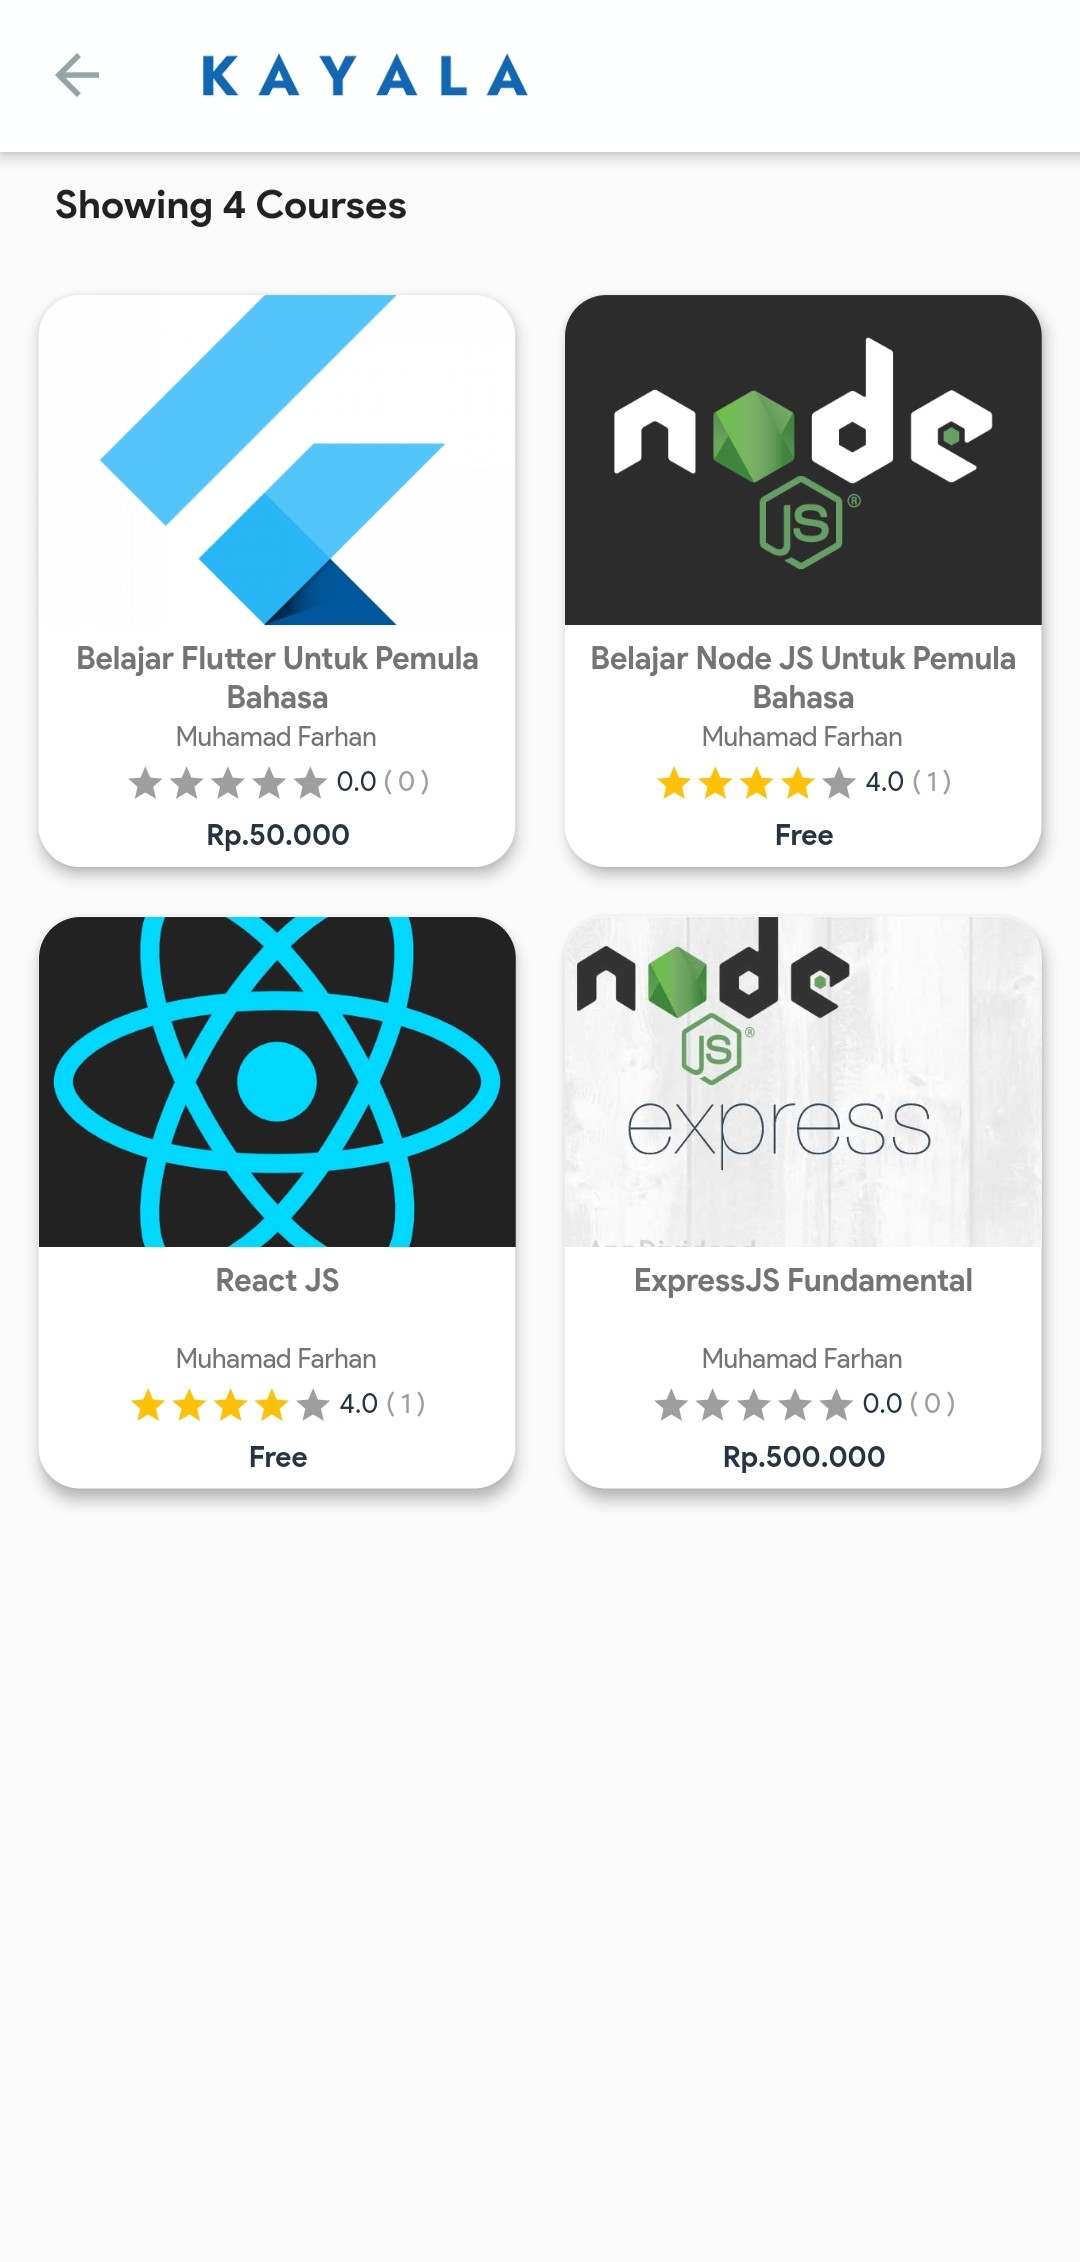 KAYALA
Showing 4 Courses
node
JS®
Belajar Flutter Untuk Pemula
Bahasa
Muhamad Farhan
0.0 ( 0 )
Rp.50.000
Belajar Node JS Untuk Pemula
Bahasa
Muhamad Farhan
4.0 ( 1 )
Free
node
JS®
express
React JS
Muhamad Farhan
4.0 ( 1 )
Free
ExpressJS Fundamental
Muhamad Farhan
0.0 ( 0 )
Rp.500.000